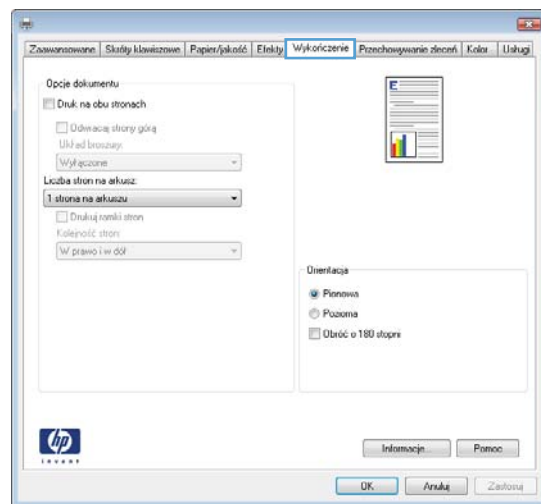 Zaawansowane Skróty klawiszowe Papier/jakość Efekty Wykończenie Przechowywanie zleceń Kolor Usługi
Opcje dokumentu
Druk na obu stronach
Odwracaj strony górą
Układ broszury:
Wyłączone
Liczba stron na arkusz:
1 strona na arkuszu
Drukuj ramki stron
Kolejność stron:
W prawo i w dół
E
Orientacja
Pionowa
Pozioma
Obróć o 180 stopni
hp
invent
Informacje... Pomoc
OK Anuluj Zastosuj